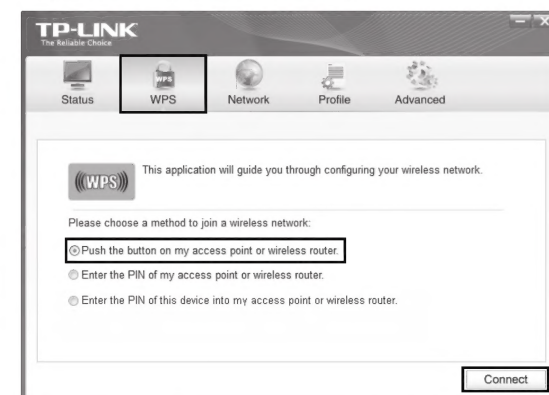 TP-LINK
The Reliable Choice
WPS
Status WPS Network Profile Advanced
WPS
This application will guide you through configuring your wireless network.
Please choose a method to join a wireless network:
Push the button on my access point or wireless router.
Enter the PIN of my access point or wireless router.
Enter the PIN of this device into my access point or wireless router.
Connect